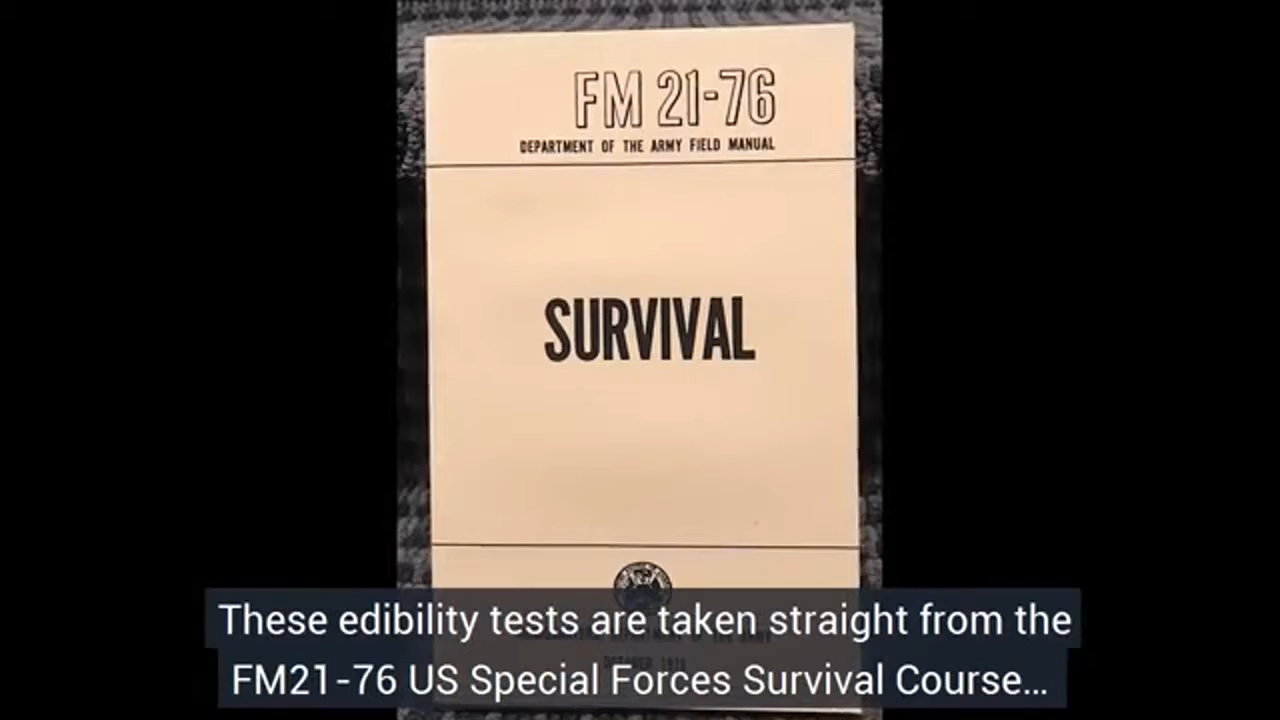 FM 21-76
DEPARTMENT OF THE ARMY FIELD MANUAL
SURVIVAL
These edibility tests are taken straight from the
FM21-76 US Special Forces Survival Course...